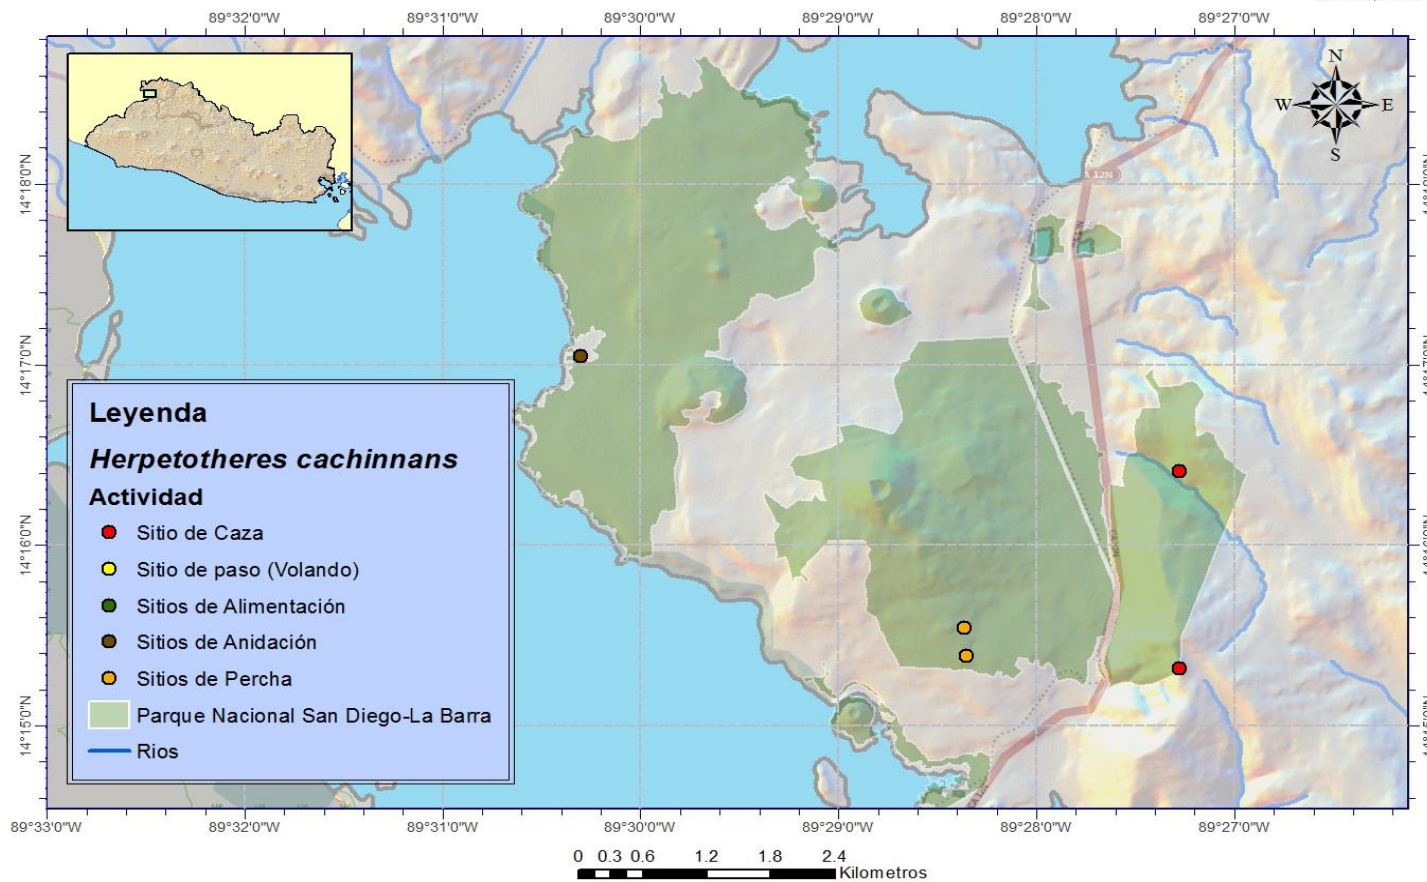 89°32'0"W 89°31'0"W 89°30'0"W 89°29'0"W 89°28'0"W 89°27'0"W
N
W E
S
14°18'0"N
12N
14°17'0"N
Leyenda
Herpetotheres cachinnans
Actividad
Sitio de Caza
Sitio de paso (Volando)
Sitios de Alimentación
Sitios de Anidación
Sitios de Percha
Parque Nacional San Diego-La Barra
Rios
14°16'0"N
14°15'0"N
89°33'0"W 89°32'0"W 89°31'0"W 89°30'0"W 89°29'0"W 89°28'0"W 89°27'0"W
0 0.3 0.6 1.2 1.8 2.4
Kilometros